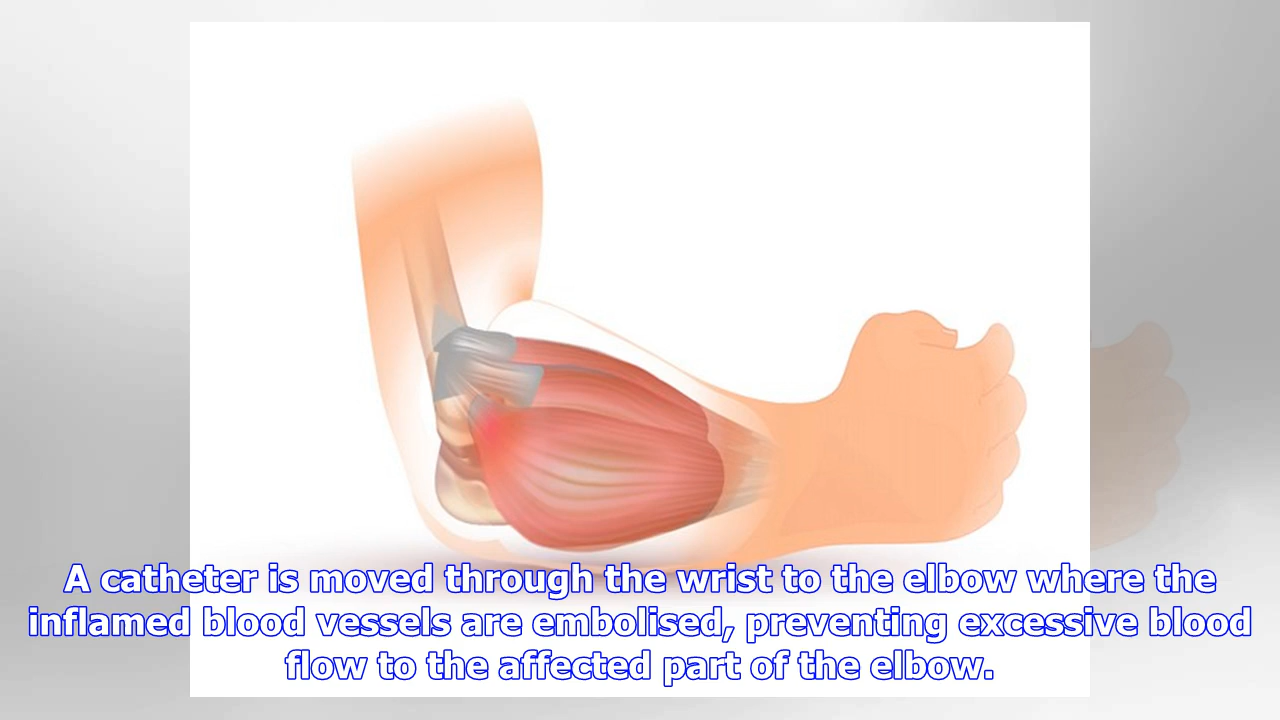 A catheter is moved through the wrist to the elbow where the
inflamed blood vessels are embolised, preventing excessive blood
flow to the affected part of the elbow.